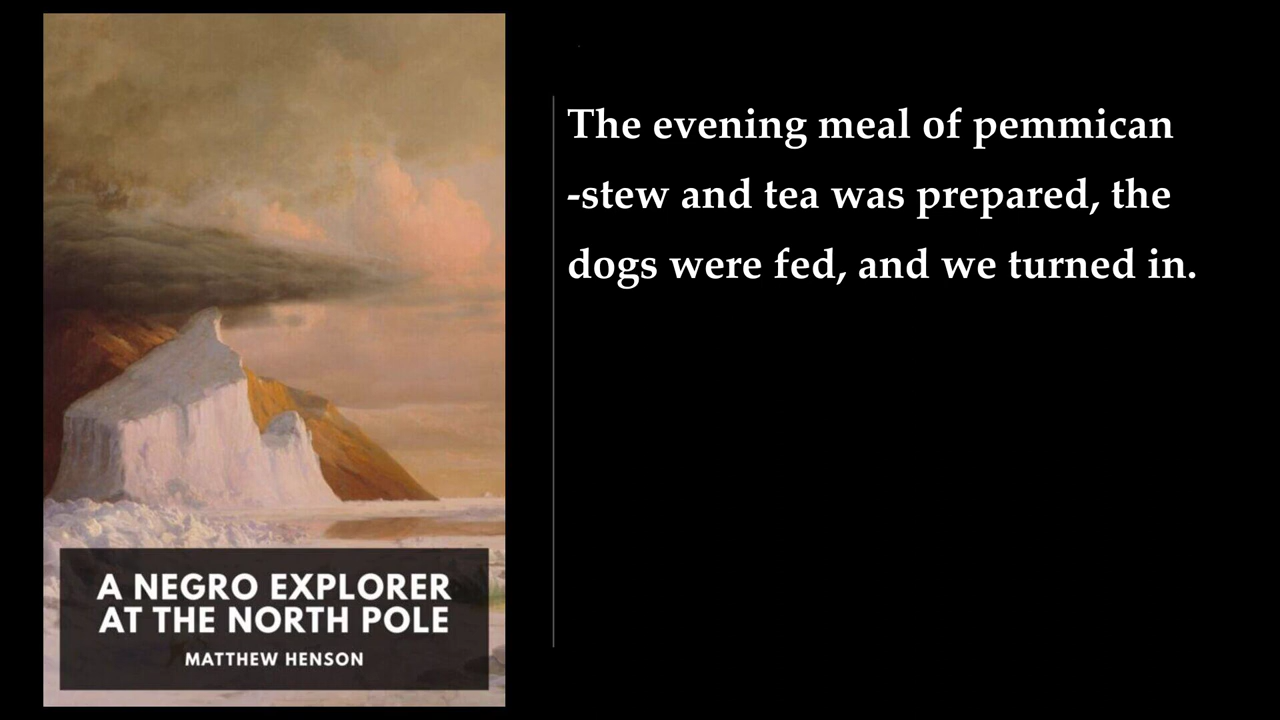 The evening meal of pemmican
-stew and tea was prepared, the
dogs were fed, and we turned in.
A NEGRO EXPLORER
AT THE NORTH POLE
MATTHEW HENSON